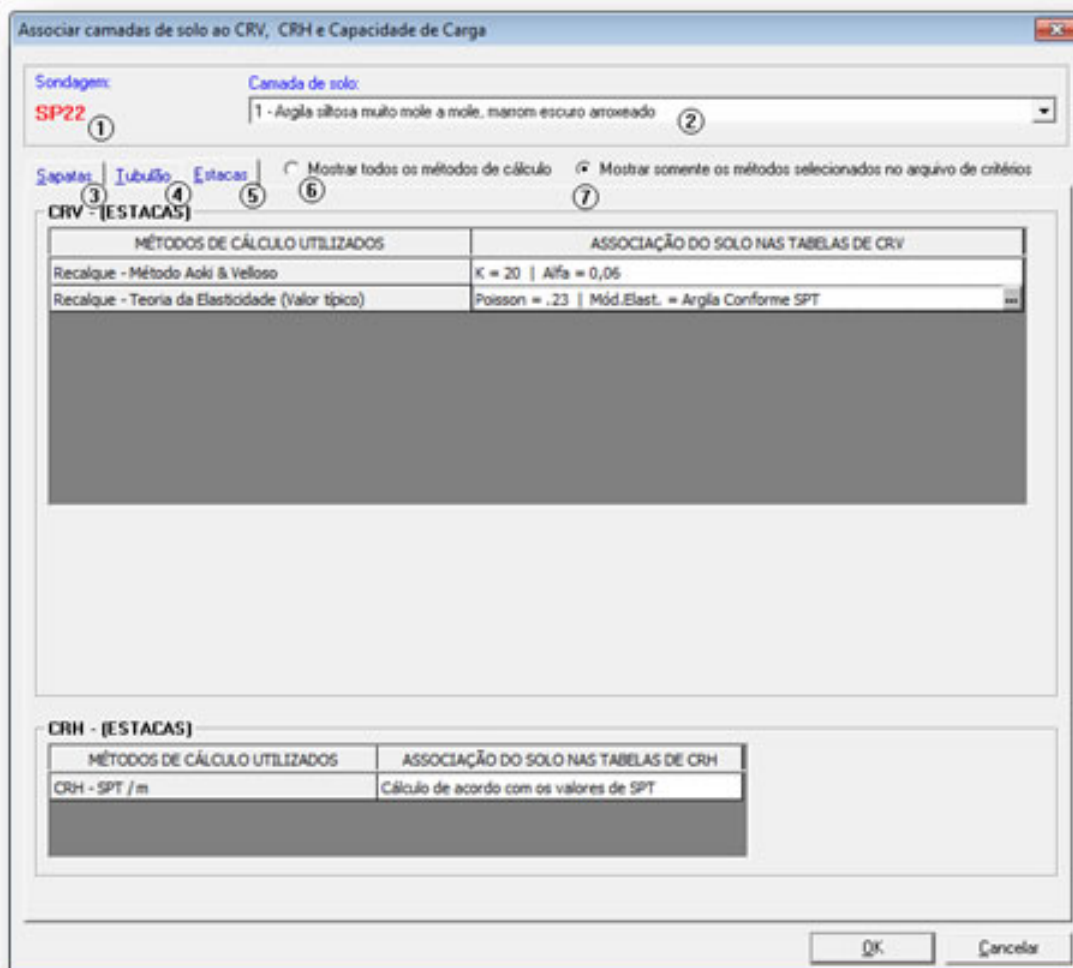 Associar camadas de solo ao CRV, CRH e Capacidade de Carga
Sondagem: Camada de solo:
SP22 1 1 - Argila siltosa muito mole a mole, marrom escuro arroxeado 2
Sapatas Tubulão Estacas Mostrar todos os métodos de cálculo Mostrar somente os métodos selecionados no arquivo de critérios
3 4 5 6 7
CRV - (ESTACAS)
MÉTODOS DE CÁLCULO UTILIZADOS ASSOCIAÇÃO DO SOLO NAS TABELAS DE CRV
Recalque - Método Aoki & Velloso K = 20 | Alfa = 0,06
Recalque - Teoria da Elasticidade (Valor típico) Poisson = .23 | Mód.Elast. = Argila Conforme SPT ...
CRH - (ESTACAS)
MÉTODOS DE CÁLCULO UTILIZADOS ASSOCIAÇÃO DO SOLO NAS TABELAS DE CRH
CRH - SPT / m Cálculo de acordo com os valores de SPT
OK Cancelar